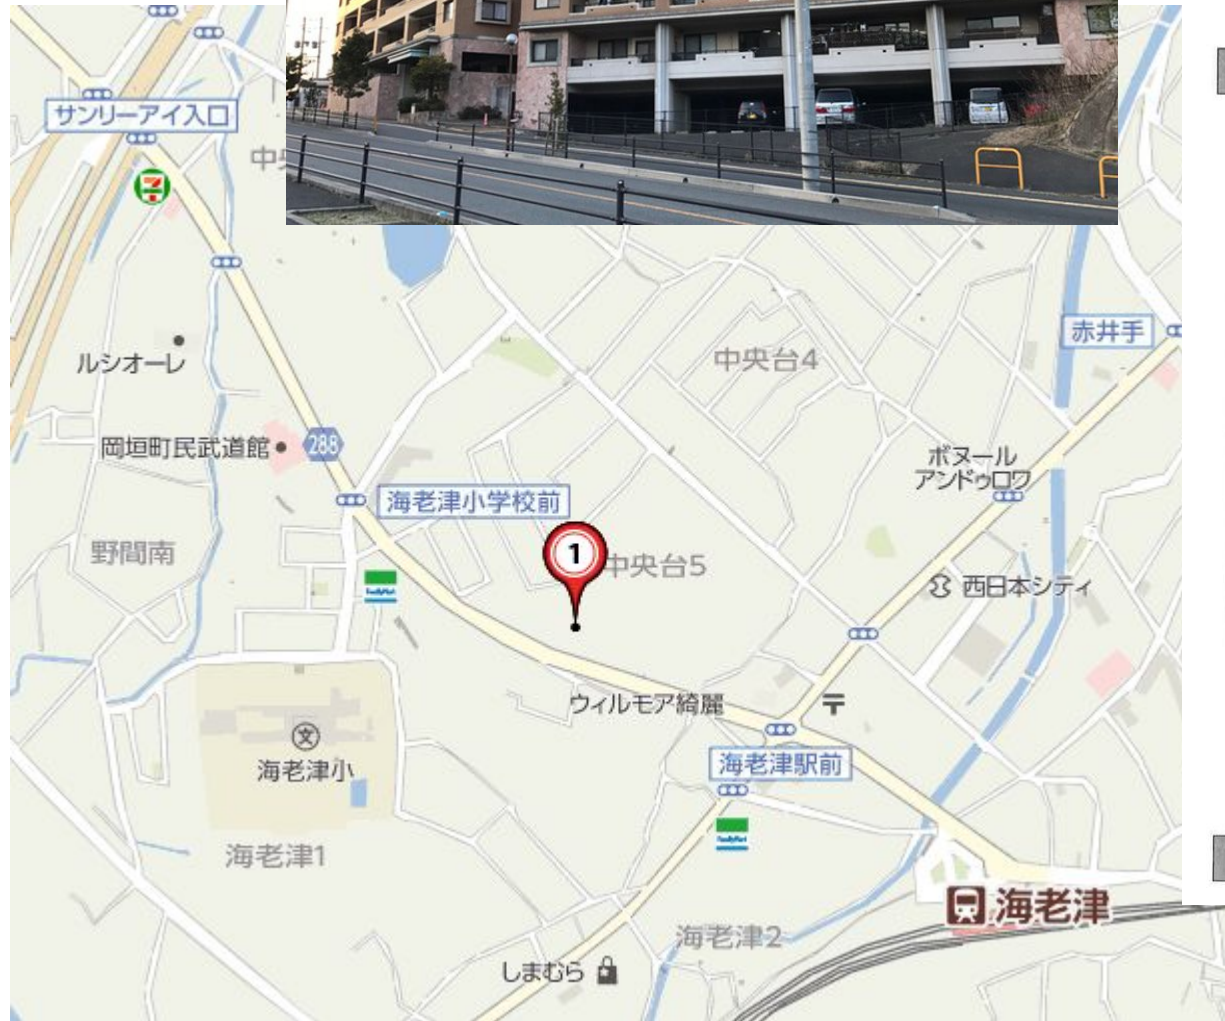 サンリーアイ入口
中央
ルシオーレ
赤井手
中央台4
岡垣町民武道館
288
ボヌール
アンドゥロワ
海老津小学校前
野間南
1
中央台5
FamilyMart
西日本シティ
ウィルモア綺麗
〒
文
海老津小
海老津駅前
FamilyMart
海老津1
海老津
海老津2
しまむら